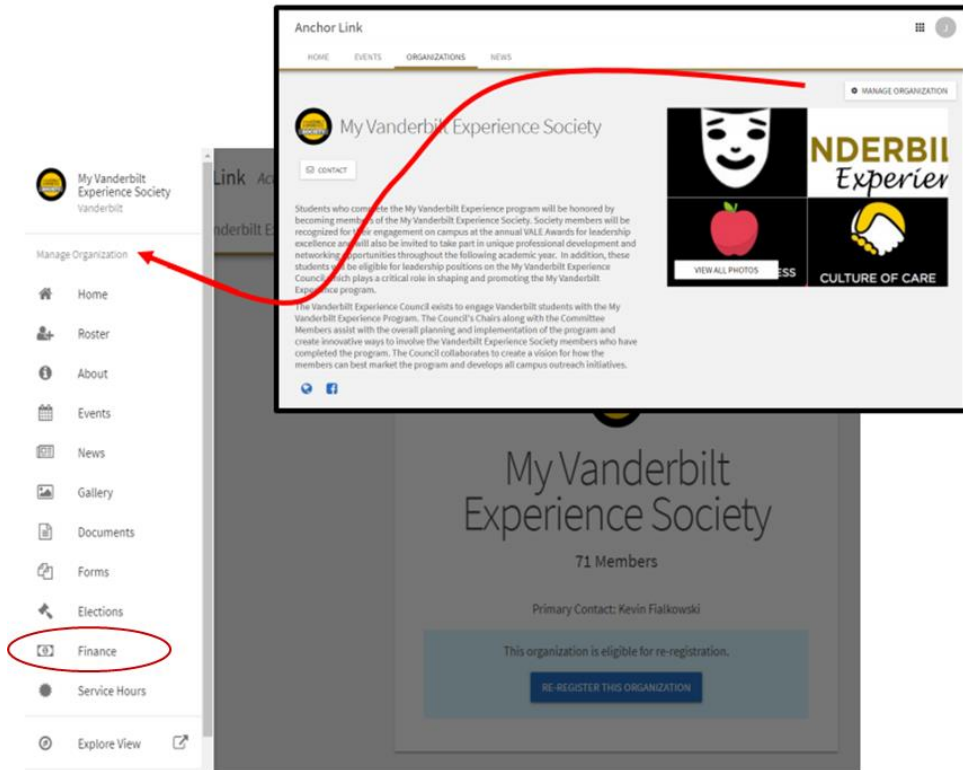 Anchor Link
J
HOME EVENTS ORGANIZATIONS NEWS
MANAGE ORGANIZATION
My Vanderbilt Experience Society
CONTACT
Students who complete the My Vanderbilt Experience program will be honored by
becoming members of the My Vanderbilt Experience Society. Society members will be
recognized for their engagement on campus at the annual VALE Awards for leadership
excellence and will also be invited to take part in unique professional development and
networking opportunities throughout the following academic year. In addition, these
students will be eligible for leadership positions on the My Vanderbilt Experience
Council which plays a critical role in shaping and promoting the My Vanderbilt
Experience program.
The Vanderbilt Experience Council exists to engage Vanderbilt students with the My
Vanderbilt Experience Program. The Council's Chairs along with the Committee
Members assist with the overall planning and implementation of the program and
create innovative ways to involve the Vanderbilt Experience Society members who have
completed the program. The Council collaborates to create a vision for how the
members can best market the program and develops all campus outreach initiatives.
NDERBIL
Experier
VIEW ALL PHOTOS
ESS
CULTURE OF CARE
My Vanderbilt
Experience Society
Vanderbilt
Manage Organization
Home
Roster
About
Events
News
Gallery
Documents
Forms
Elections
Finance
Service Hours
Explore View
Link Ac
nderbilt E
My Vanderbilt
Experience Society
71 Members
Primary Contact: Kevin Fialkowski
This organization is eligible for re-registration.
RE-REGISTER THIS ORGANIZATION